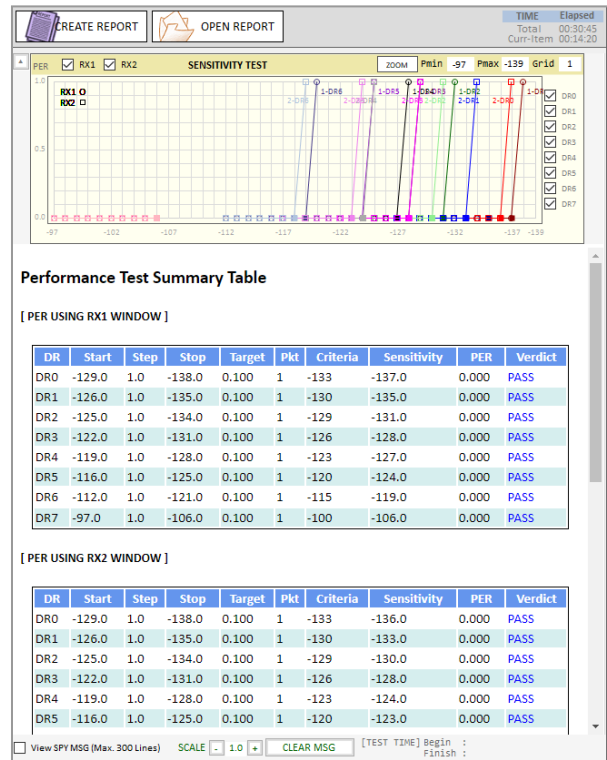 CREATE REPORT OPEN REPORT TIME Elapsed
Total 00:30:45
Curr-Item 00:14:20
PER RX1 RX2 SENSITIVITY TEST ZOOM Pmin -97 Pmax -139 Grid 1
1.0
RX1 O
RX2 □
1-DR6 1-DR5 1-DR3 1-DR2 1-DR0
2-DR1 2-DR0
0.5
0.0
DR0
DR1
DR2
DR3
DR4
DR5
DR6
DR7
-97 -102 -107 -112 -117 -122 -127 -132 -137 -139
Performance Test Summary Table
[ PER USING RX1 WINDOW ]
DR Start Step Stop Target Pkt Criteria Sensitivity PER Verdict
DR0 -129.0 1.0 -138.0 0.100 1 -133 -137.0 0.000 PASS
DR1 -126.0 1.0 -135.0 0.100 1 -130 -135.0 0.000 PASS
DR2 -125.0 1.0 -134.0 0.100 1 -129 -131.0 0.000 PASS
DR3 -122.0 1.0 -131.0 0.100 1 -126 -128.0 0.000 PASS
DR4 -119.0 1.0 -128.0 0.100 1 -123 -127.0 0.000 PASS
DR5 -116.0 1.0 -125.0 0.100 1 -120 -124.0 0.000 PASS
DR6 -112.0 1.0 -121.0 0.100 1 -115 -119.0 0.000 PASS
DR7 -97.0 1.0 -106.0 0.100 1 -100 -106.0 0.000 PASS
[ PER USING RX2 WINDOW ]
DR Start Step Stop Target Pkt Criteria Sensitivity PER Verdict
DR0 -129.0 1.0 -138.0 0.100 1 -133 -136.0 0.000 PASS
DR1 -126.0 1.0 -135.0 0.100 1 -130 -133.0 0.000 PASS
DR2 -125.0 1.0 -134.0 0.100 1 -129 -130.0 0.000 PASS
DR3 -122.0 1.0 -131.0 0.100 1 -126 -128.0 0.000 PASS
DR4 -119.0 1.0 -128.0 0.100 1 -123 -124.0 0.000 PASS
DR5 -116.0 1.0 -125.0 0.100 1 -120 -123.0 0.000 PASS
View SPY MSG (Max. 300 Lines) SCALE - 1.0 + CLEAR MSG [TEST TIME] Begin :
Finish :